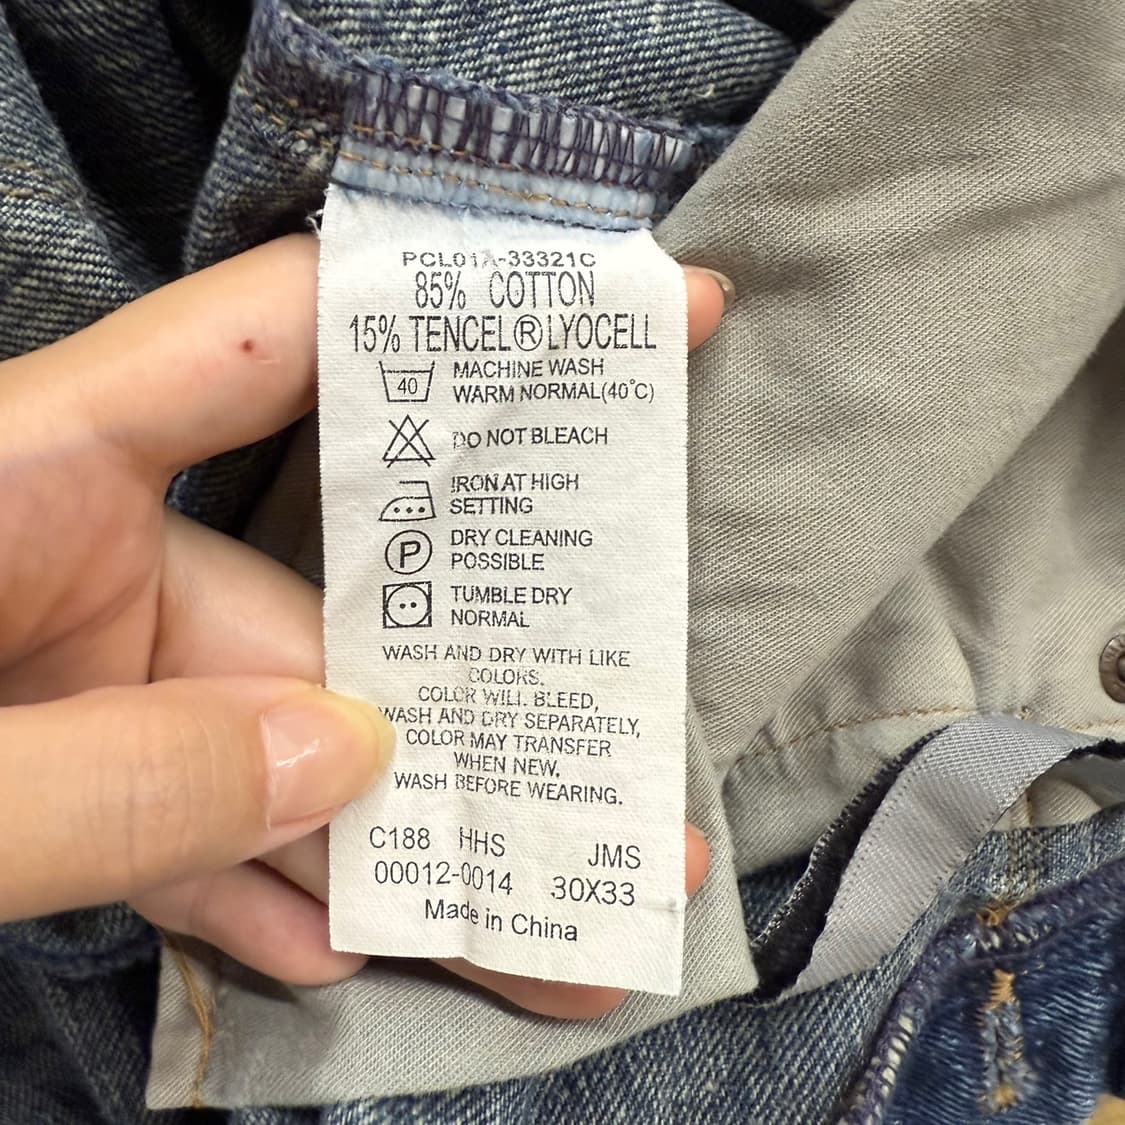 PCL01A-33321C
85% COTTON
15% TENCEL®LYOCELL
40
MACHINE WASH
WARM NORMAL(40°C)
DO NOT BLEACH
IRON AT HIGH
SETTING
P
DRY CLEANING
POSSIBLE
TUMBLE DRY
NORMAL
WASH AND DRY WITH LIKE
COLORS.
COLOR WILL BLEED,
WASH AND DRY SEPARATELY,
COLOR MAY TRANSFER
WHEN NEW.
WASH BEFORE WEARING.
C188 HHS JMS
00012-0014 30X33
Made in China